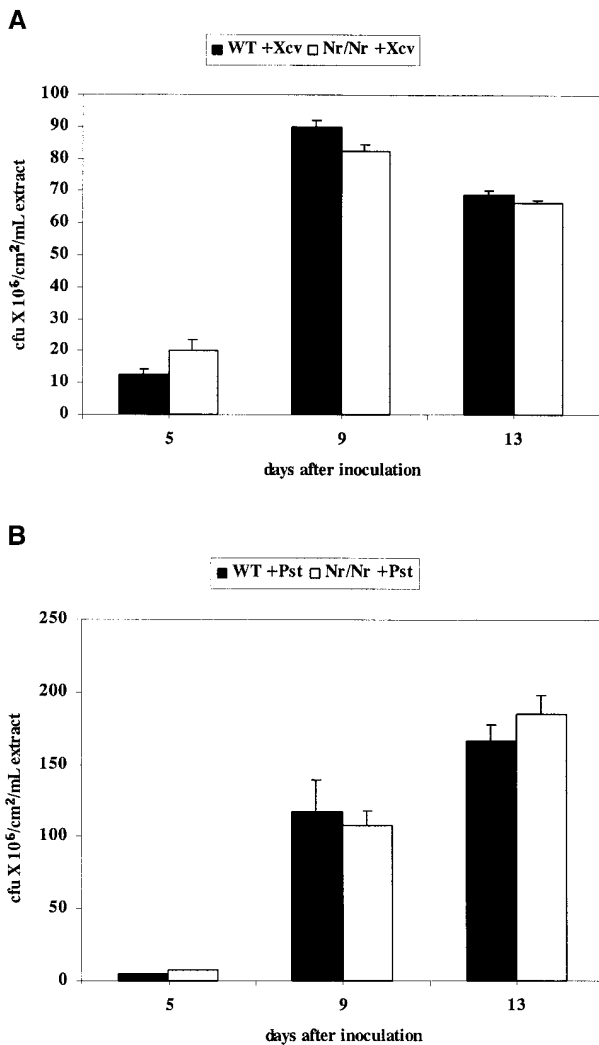 A
WT +Xcv Nr/Nr +Xcv
100
90
80
70
60
50
40
30
20
10
0
cfu X 10⁶/cm²/mL extract
5 9 13
days after inoculation
B
WT +Pst Nr/Nr +Pst
250
200
150
100
50
0
cfu X 10⁶/cm²/mL extract
5 9 13
days after inoculation